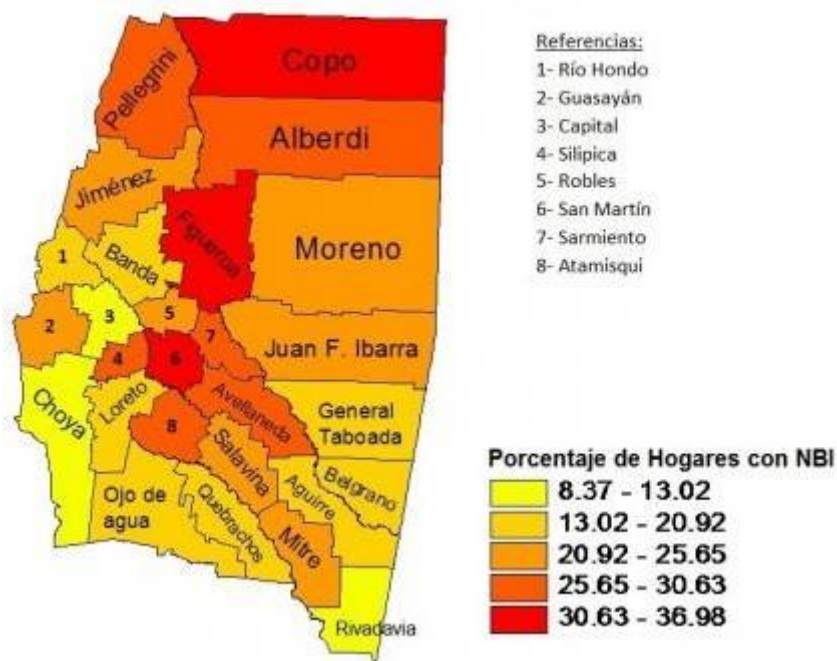 Referencias:
1- Río Hondo
2- Guasayán
3- Capital
4- Silipica
5- Robles
6- San Martín
7- Sarmiento
8- Atamisqui
Copo
Pellegrini
Alberdi
Jiménez
Figueroa
Moreno
Banda
1
2
3
5
7
Juan F. Ibarra
4
6
Choya
Loreto
Avellaneda
General
Taboada
8
Salavina
Belgrano
Aguirre
Ojo de
agua
Quebrachos
Mitre
Rivadavia
Porcentaje de Hogares con NBI
8.37 - 13.02
13.02 - 20.92
20.92 - 25.65
25.65 - 30.63
30.63 - 36.98